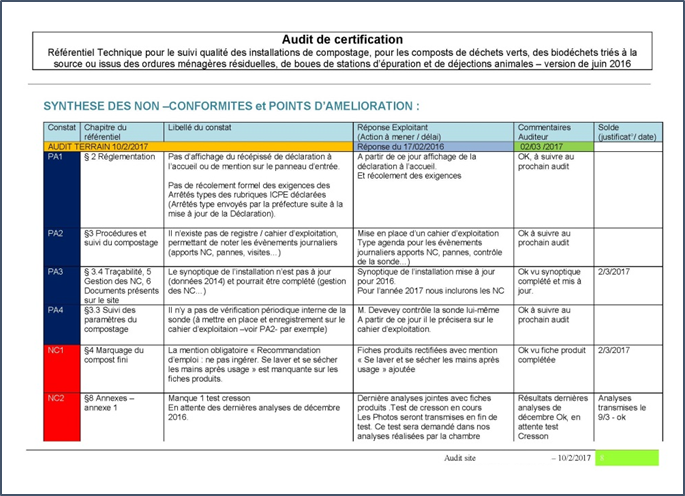 Audit de certification
Référentiel Technique pour le suivi qualité des installations de compostage, pour les composts de déchets verts, des biodéchets triés à la
source ou issus des ordures ménagères résiduelles, de boues de stations d'épuration et de déjections animales – version de juin 2016
SYNTHESE DES NON –CONFORMITES et POINTS D'AMELIORATION :
Constat
Chapitre du
référentiel
Libellé du constat
Réponse Exploitant
(Action à mener / délai)
Commentaires
Auditeur
Solde
(justificatif¹/ date)
AUDIT TERRAIN 10/2/2017
Réponse du 17/02/2016
02/03 /2017
PA1
§ 2 Réglementation
Pas d'affichage du récépissé de déclaration à
l'accueil ou de mention sur le panneau d'entrée.
Pas de récolement formel des exigences des
Arrêtés types des rubriques ICPE déclarées
(Arrêtés type envoyés par la préfecture suite à la
mise à jour de la Déclaration).
A partir de ce jour affichage de la
déclaration à l'accueil.
Et récolement des exigences
OK, à suivre au
prochain audit
PA2
§3 Procédures et
suivi du compostage
Il n'existe pas de registre / cahier d'exploitation,
permettant de noter les évènements journaliers
(apports NC, pannes, visites…)
Mise en place d'un cahier d'exploitation
Type agenda pour les évènements
journaliers apports NC, pannes, contrôle
de la sonde…)
Ok à suivre au
prochain audit
PA3
§ 3.4 Traçabilité, 5
Gestion des NC, 6
Documents présents
sur le site
Le synoptique de l'installation n'est pas à jour
(données 2014) et pourrait être complété (gestion
des NC…)
Synoptique de l'installation mise à jour
pour 2016.
Pour l'année 2017 nous inclurons les NC
Ok vu synoptique
complété et mis à
jour.
2/3/2017
PA4
§3.3 Suivi des
paramètres du
compostage
Il n'y a pas de vérification périodique interne de la
sonde (à mettre en place et enregistrement sur le
cahier d'exploitaion –voir PA2- par exemple)
M. Devevey contrôle la sonde lui-même
A partir de ce jour il le précisera sur le
cahier d'exploitation.
Ok à suivre au
prochain audit
NC1
§4 Marquage du
compost fini
La mention obligatoire « Recommandation
d'emploi : ne pas ingérer. Se laver et se sécher
les mains après usage » est manquante sur les
fiches produits.
Fiches produits rectifiées avec mention
« Se laver et se sécher les mains après
usage » ajoutée
Ok vu fiche produit
complétée
2/3/2017
NC2
§8 Annexes –
annexe 1
Manque 1 test cresson
En attente des dernières analyses de décembre
2016.
Dernière analyses jointes avec fiches
produits .Test de cresson en cours
Les Photos seront transmises en fin de
test. Ce test sera demandé dans nos
analyses réalisées par la chambre
Résultats dernières
analyses de
décembre Ok, en
attente test
Cresson
Analyses
transmises le
9/3 - ok
Audit site – 10/2/2017